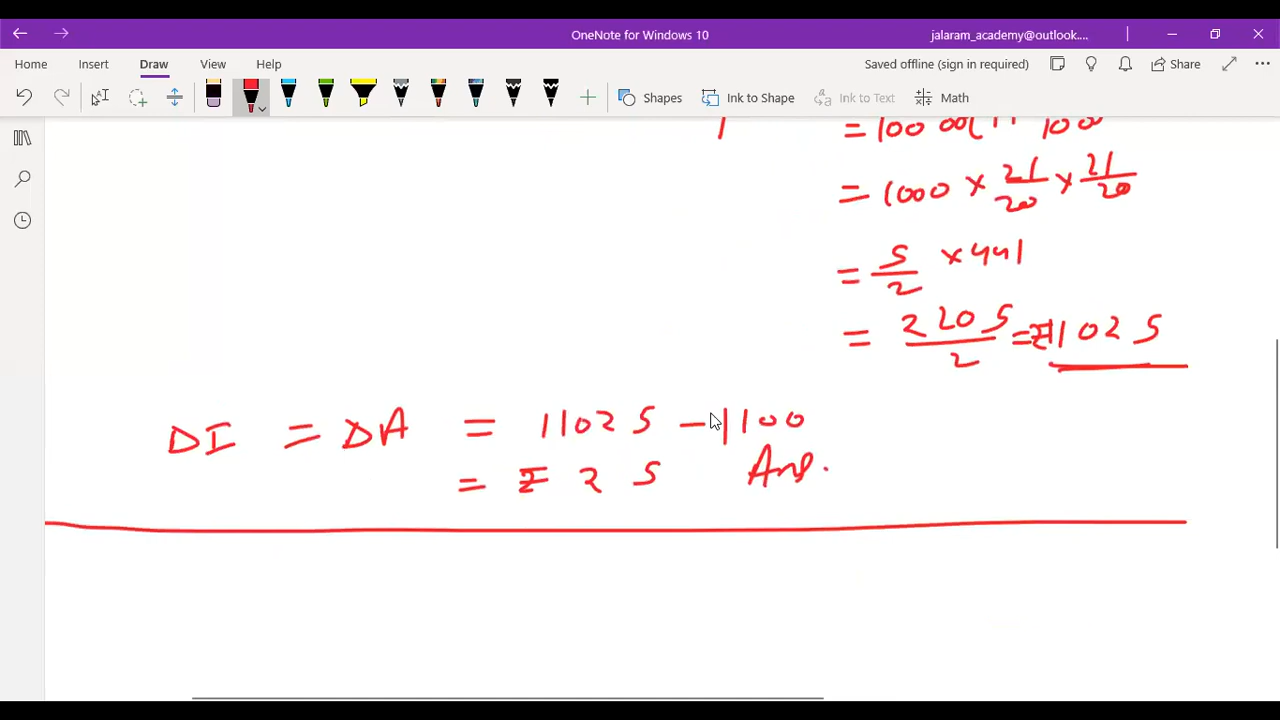 OneNote for Windows 10
jalaram_academy@outlook....
Home Insert Draw View Help
Saved offline (sign in required)
Share
Shapes
Ink to Shape
Ink to Text
Math
= 1000 × 21/20 × 21/20
= 5/2 × 441
= 2205/2 = ₹1102 5
ΔI = ΔA = 1102 5 - 1100
= ₹ 2 5 Ans.